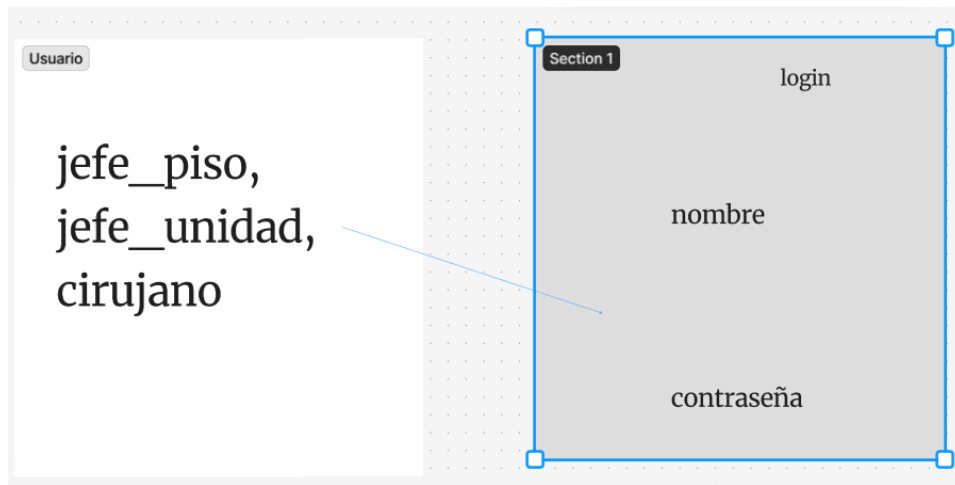 Usuario
jefe_piso,
jefe_unidad,
cirujano
Section 1
login
nombre
contraseña